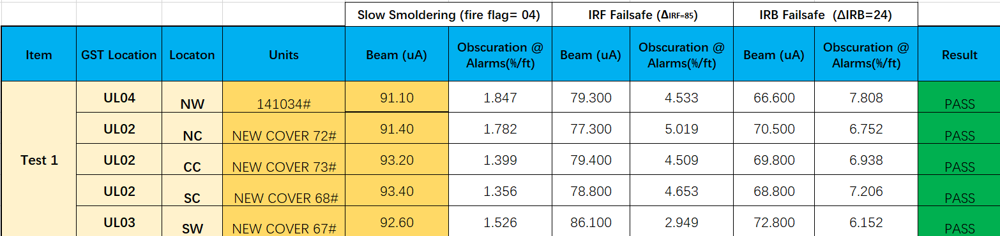 Slow Smoldering (fire flag= 04) IRF Failsafe (ΔIRF=85) IRB Failsafe (ΔIRB=24)
Item GST Location Locaton Units Beam (uA) Obscuration @ Alarms(%/ft) Beam (uA) Obscuration @ Alarms(%/ft) Beam (uA) Obscuration @ Alarms(%/ft) Result
Test 1
UL04 NW 141034# 91.10 1.847 79.300 4.533 66.600 7.808 PASS
UL02 NC NEW COVER 72# 91.40 1.782 77.300 5.019 70.500 6.752 PASS
UL02 CC NEW COVER 73# 93.20 1.399 79.400 4.509 69.800 6.938 PASS
UL02 SC NEW COVER 68# 93.40 1.356 78.800 4.653 68.800 7.206 PASS
UL03 SW NEW COVER 67# 92.60 1.526 86.100 2.949 72.800 6.152 PASS